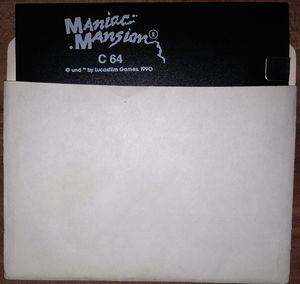 MANIAC
MANSION
C 64
© und ™ by Lucasfilm Games, 1990